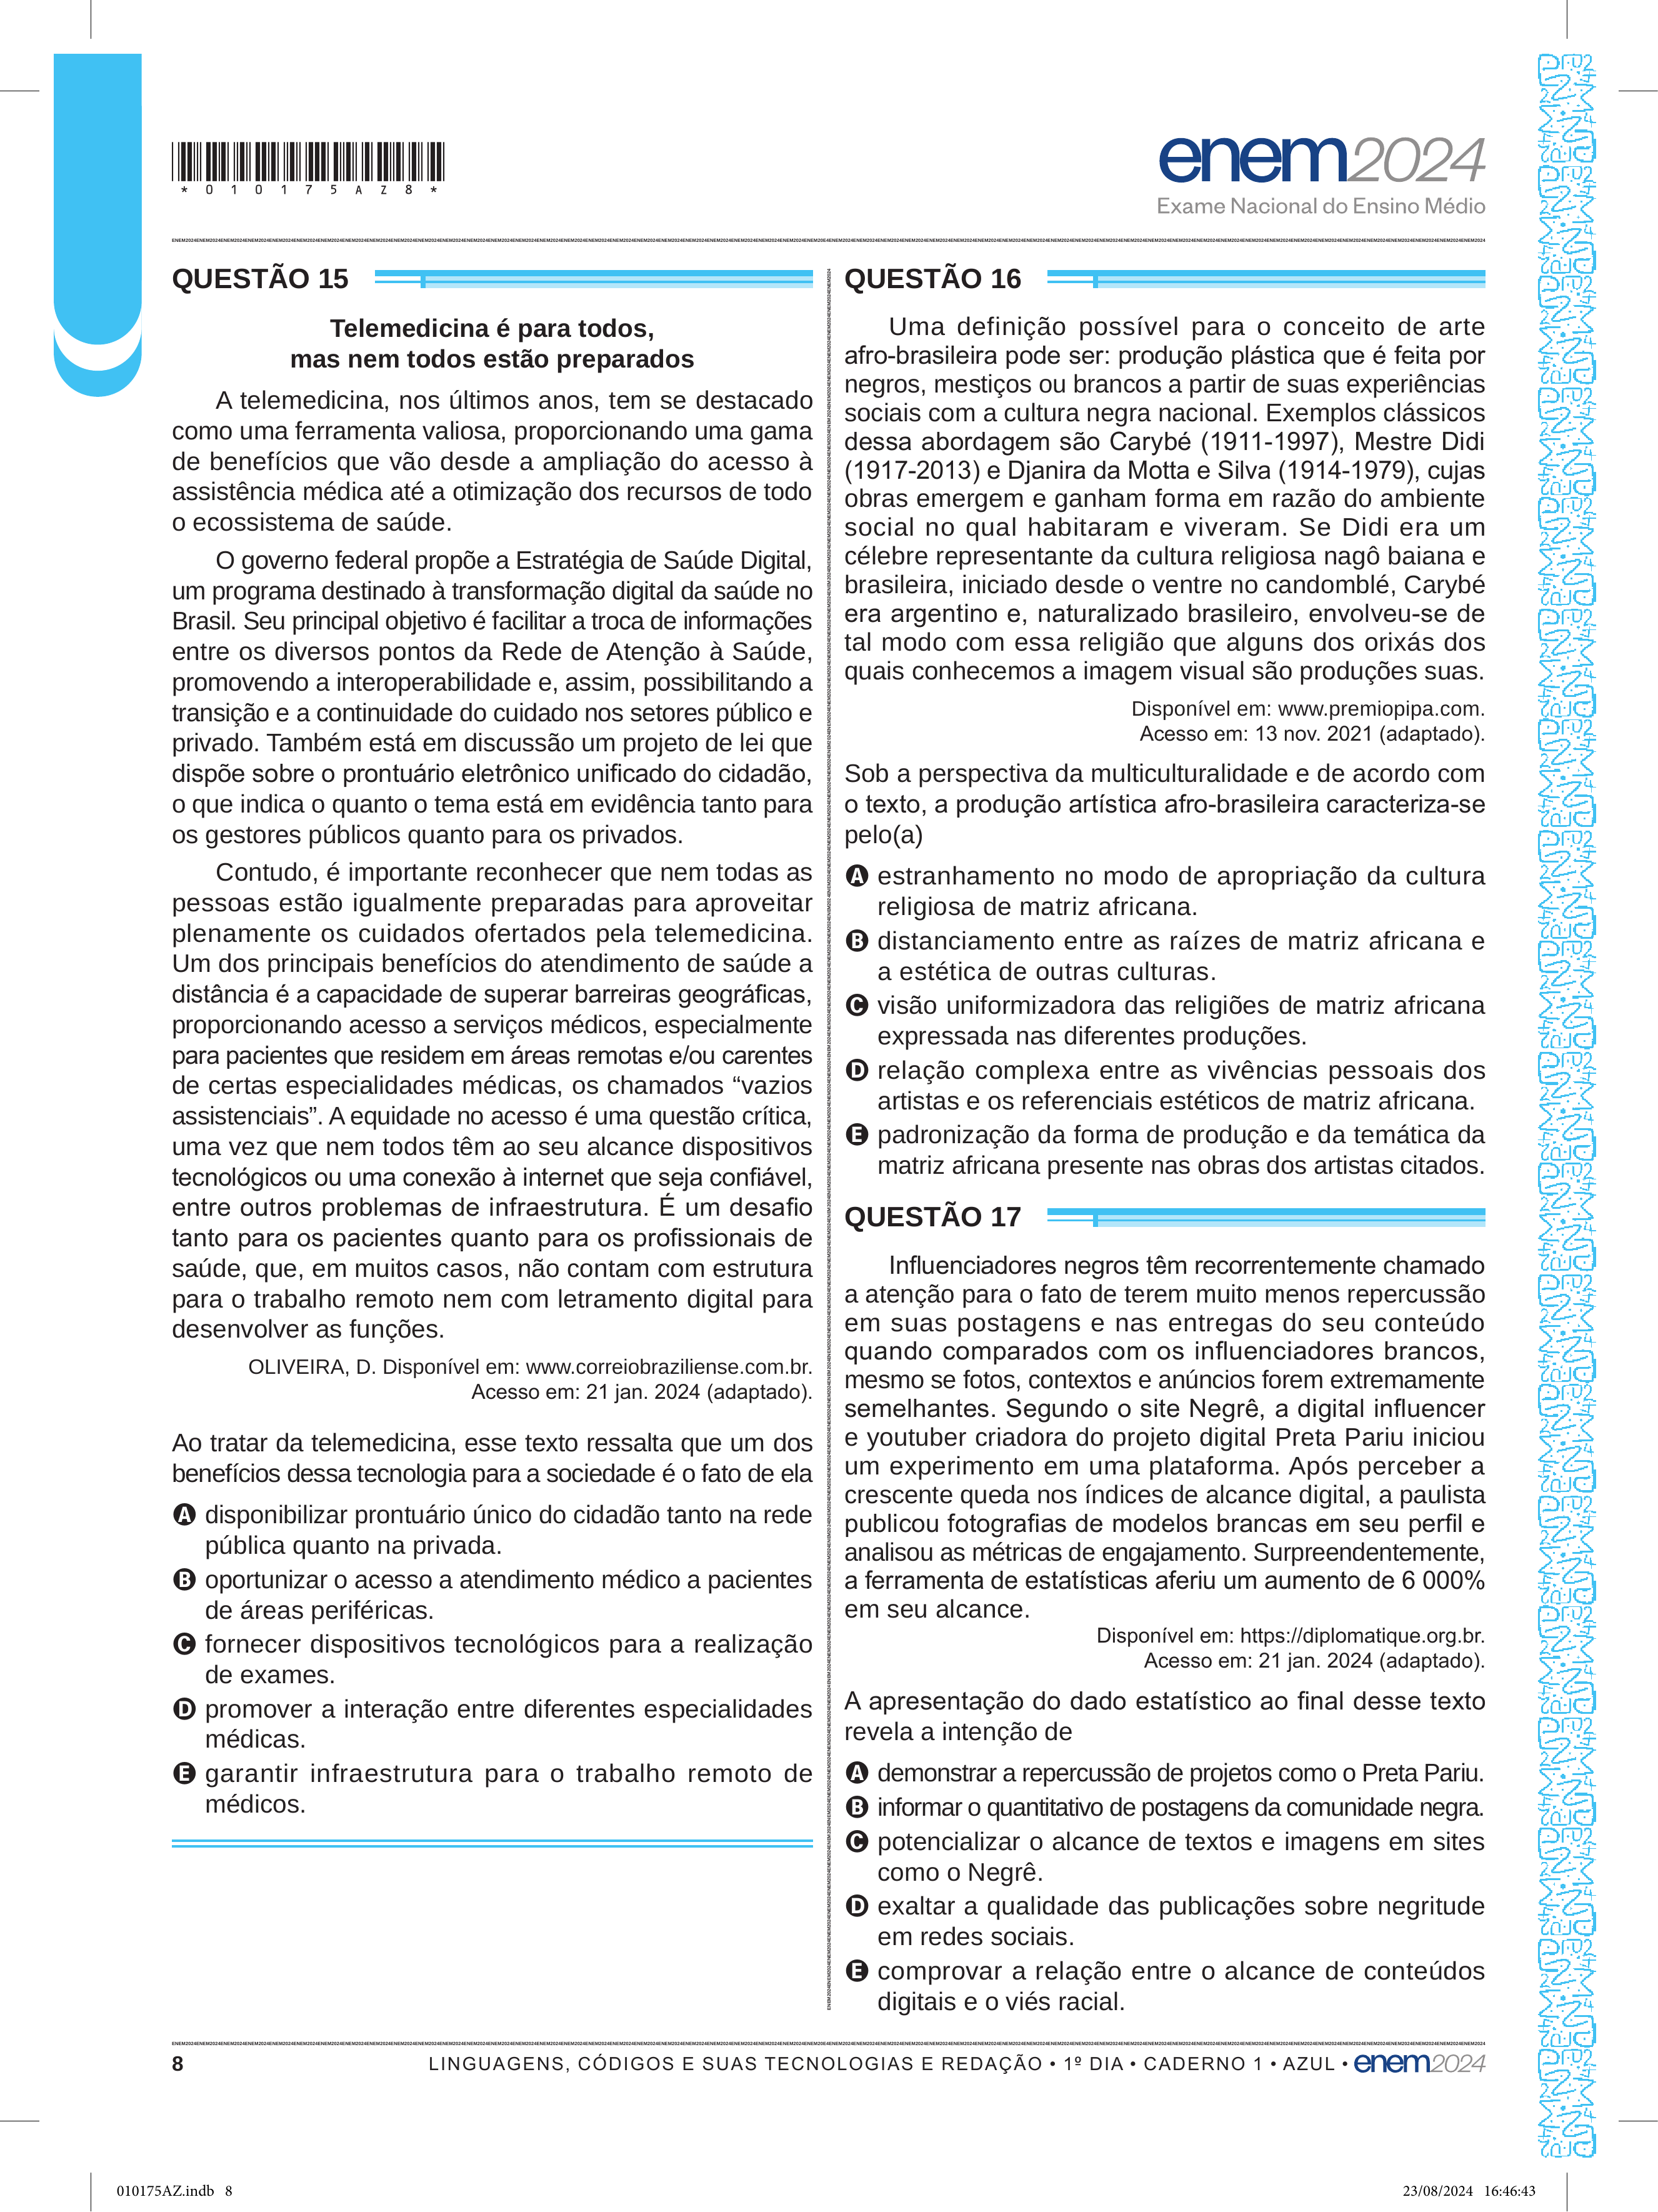 * 0 1 0 1 7 5 A Z 8 *
enem2024
Exame Nacional do Ensino Médio
QUESTÃO 15
Telemedicina é para todos,
mas nem todos estão preparados
A telemedicina, nos últimos anos, tem se destacado
como uma ferramenta valiosa, proporcionando uma gama
de benefícios que vão desde a ampliação do acesso à
assistência médica até a otimização dos recursos de todo
o ecossistema de saúde.
O governo federal propõe a Estratégia de Saúde Digital,
um programa destinado à transformação digital da saúde no
Brasil. Seu principal objetivo é facilitar a troca de informações
entre os diversos pontos da Rede de Atenção à Saúde,
promovendo a interoperabilidade e, assim, possibilitando a
transição e a continuidade do cuidado nos setores público e
privado. Também está em discussão um projeto de lei que
dispõe sobre o prontuário eletrônico unificado do cidadão,
o que indica o quanto o tema está em evidência tanto para
os gestores públicos quanto para os privados.
Contudo, é importante reconhecer que nem todas as
pessoas estão igualmente preparadas para aproveitar
plenamente os cuidados ofertados pela telemedicina.
Um dos principais benefícios do atendimento de saúde a
distância é a capacidade de superar barreiras geográficas,
proporcionando acesso a serviços médicos, especialmente
para pacientes que residem em áreas remotas e/ou carentes
de certas especialidades médicas, os chamados “vazios
assistenciais”. A equidade no acesso é uma questão crítica,
uma vez que nem todos têm ao seu alcance dispositivos
tecnológicos ou uma conexão à internet que seja confiável,
entre outros problemas de infraestrutura. É um desafio
tanto para os pacientes quanto para os profissionais de
saúde, que, em muitos casos, não contam com estrutura
para o trabalho remoto nem com letramento digital para
desenvolver as funções.
OLIVEIRA, D. Disponível em: www.correiobraziliense.com.br.
Acesso em: 21 jan. 2024 (adaptado).
Ao tratar da telemedicina, esse texto ressalta que um dos
benefícios dessa tecnologia para a sociedade é o fato de ela
A disponibilizar prontuário único do cidadão tanto na rede
pública quanto na privada.
B oportunizar o acesso a atendimento médico a pacientes
de áreas periféricas.
C fornecer dispositivos tecnológicos para a realização
de exames.
D promover a interação entre diferentes especialidades
médicas.
E garantir infraestrutura para o trabalho remoto de
médicos.
QUESTÃO 16
Uma definição possível para o conceito de arte
afro-brasileira pode ser: produção plástica que é feita por
negros, mestiços ou brancos a partir de suas experiências
sociais com a cultura negra nacional. Exemplos clássicos
dessa abordagem são Carybé (1911-1997), Mestre Didi
(1917-2013) e Djanira da Motta e Silva (1914-1979), cujas
obras emergem e ganham forma em razão do ambiente
social no qual habitaram e viveram. Se Didi era um
célebre representante da cultura religiosa nagô baiana e
brasileira, iniciado desde o ventre no candomblé, Carybé
era argentino e, naturalizado brasileiro, envolveu-se de
tal modo com essa religião que alguns dos orixás dos
quais conhecemos a imagem visual são produções suas.
Disponível em: www.premiopipa.com.
Acesso em: 13 nov. 2021 (adaptado).
Sob a perspectiva da multiculturalidade e de acordo com
o texto, a produção artística afro-brasileira caracteriza-se
pelo(a)
A estranhamento no modo de apropriação da cultura
religiosa de matriz africana.
B distanciamento entre as raízes de matriz africana e
a estética de outras culturas.
C visão uniformizadora das religiões de matriz africana
expressada nas diferentes produções.
D relação complexa entre as vivências pessoais dos
artistas e os referenciais estéticos de matriz africana.
E padronização da forma de produção e da temática da
matriz africana presente nas obras dos artistas citados.
QUESTÃO 17
Influenciadores negros têm recorrentemente chamado
a atenção para o fato de terem muito menos repercussão
em suas postagens e nas entregas do seu conteúdo
quando comparados com os influenciadores brancos,
mesmo se fotos, contextos e anúncios forem extremamente
semelhantes. Segundo o site Negrê, a digital influencer
e youtuber criadora do projeto digital Preta Pariu iniciou
um experimento em uma plataforma. Após perceber a
crescente queda nos índices de alcance digital, a paulista
publicou fotografias de modelos brancas em seu perfil e
analisou as métricas de engajamento. Surpreendentemente,
a ferramenta de estatísticas aferiu um aumento de 6 000%
em seu alcance.
Disponível em: https://diplomatique.org.br.
Acesso em: 21 jan. 2024 (adaptado).
A apresentação do dado estatístico ao final desse texto
revela a intenção de
A demonstrar a repercussão de projetos como o Preta Pariu.
B informar o quantitativo de postagens da comunidade negra.
C potencializar o alcance de textos e imagens em sites
como o Negrê.
D exaltar a qualidade das publicações sobre negritude
em redes sociais.
E comprovar a relação entre o alcance de conteúdos
digitais e o viés racial.
8
LINGUAGENS, CÓDIGOS E SUAS TECNOLOGIAS E REDAÇÃO • 1º DIA • CADERNO 1 • AZUL • enem2024
010175AZ.indb 8
23/08/2024 16:46:43